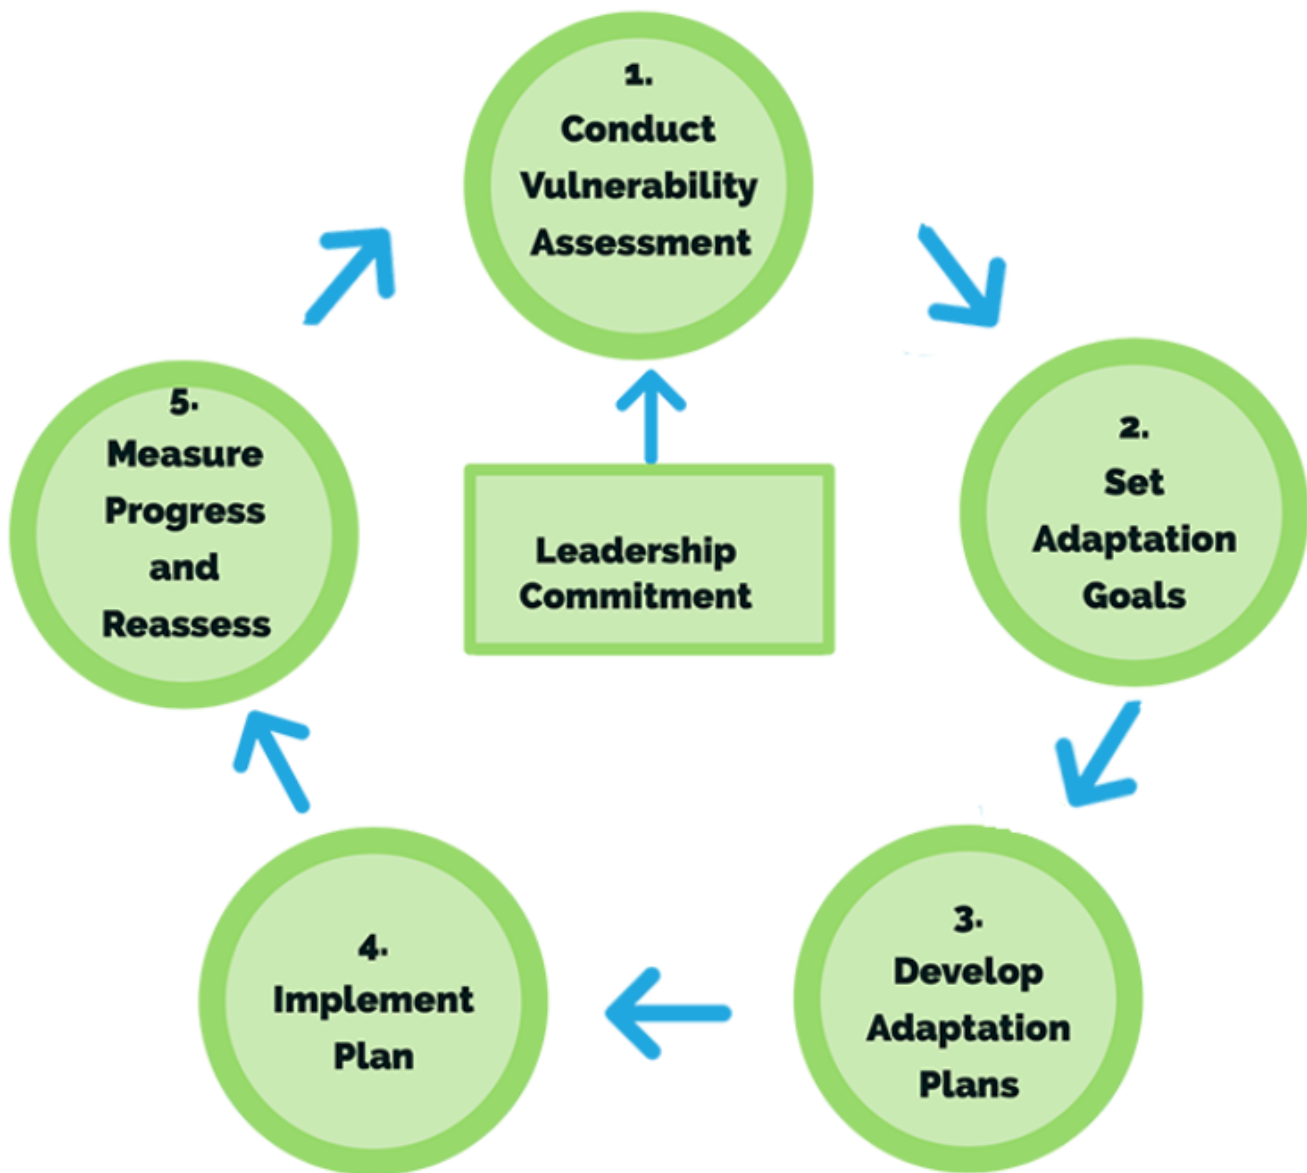 1.
Conduct
Vulnerability
Assessment
2.
Set
Adaptation
Goals
3.
Develop
Adaptation
Plans
4.
Implement
Plan
5.
Measure
Progress
and
Reassess
Leadership
Commitment